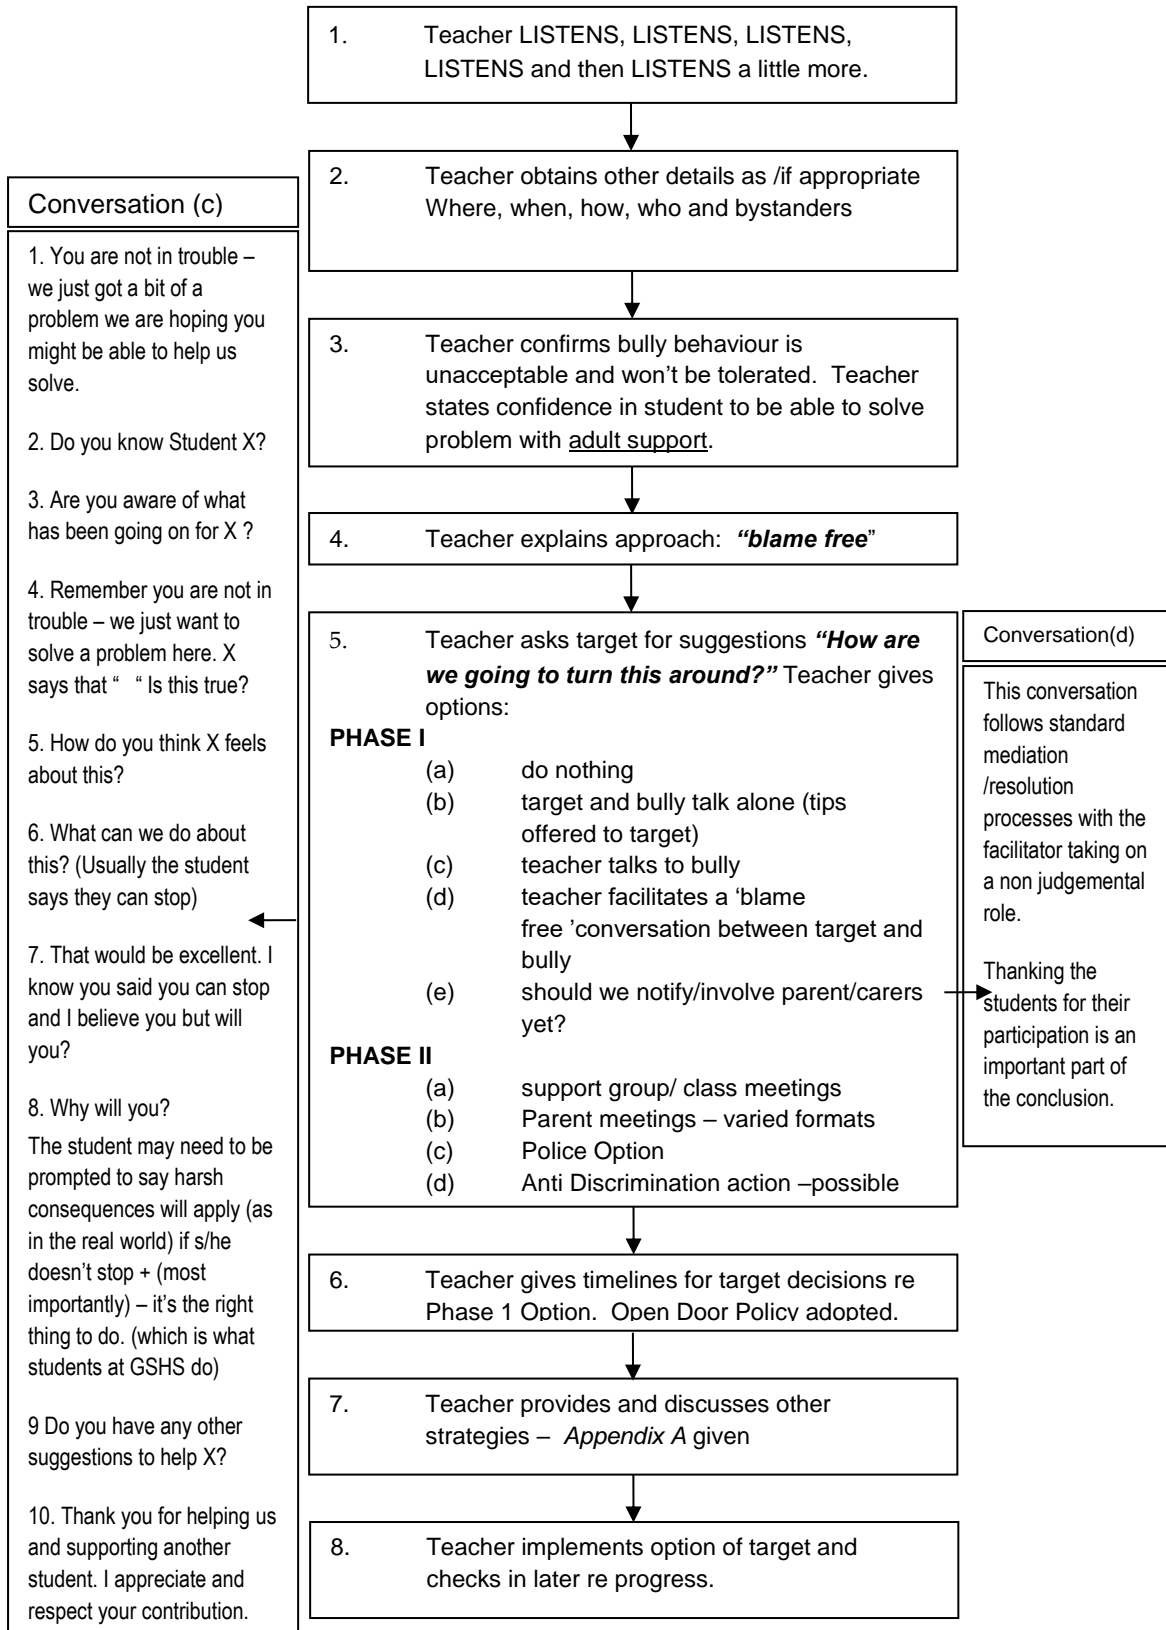 1. Teacher LISTENS, LISTENS, LISTENS,
LISTENS and then LISTENS a little more.
2. Teacher obtains other details as /if appropriate
Where, when, how, who and bystanders
3. Teacher confirms bully behaviour is
unacceptable and won't be tolerated. Teacher
states confidence in student to be able to solve
problem with adult support.
4. Teacher explains approach: "blame free"
5. Teacher asks target for suggestions "How are
we going to turn this around?" Teacher gives
options:
PHASE I
(a) do nothing
(b) target and bully talk alone (tips
offered to target)
(c) teacher talks to bully
(d) teacher facilitates a 'blame
free 'conversation between target and
bully
(e) should we notify/involve parent/carers
yet?
PHASE II
(a) support group/ class meetings
(b) Parent meetings – varied formats
(c) Police Option
(d) Anti Discrimination action –possible
6. Teacher gives timelines for target decisions re
Phase 1 Option. Open Door Policy adopted.
7. Teacher provides and discusses other
strategies – Appendix A given
8. Teacher implements option of target and
checks in later re progress.
Conversation (c)
1. You are not in trouble –
we just got a bit of a
problem we are hoping you
might be able to help us
solve.
2. Do you know Student X?
3. Are you aware of what
has been going on for X ?
4. Remember you are not in
trouble – we just want to
solve a problem here. X
says that " " Is this true?
5. How do you think X feels
about this?
6. What can we do about
this? (Usually the student
says they can stop)
7. That would be excellent. I
know you said you can stop
and I believe you but will
you?
8. Why will you?
The student may need to be
prompted to say harsh
consequences will apply (as
in the real world) if s/he
doesn't stop + (most
importantly) – it's the right
thing to do. (which is what
students at GSHS do)
9 Do you have any other
suggestions to help X?
10. Thank you for helping us
and supporting another
student. I appreciate and
respect your contribution.
Conversation(d)
This conversation
follows standard
mediation
/resolution
processes with the
facilitator taking on
a non judgemental
role.
Thanking the
students for their
participation is an
important part of
the conclusion.